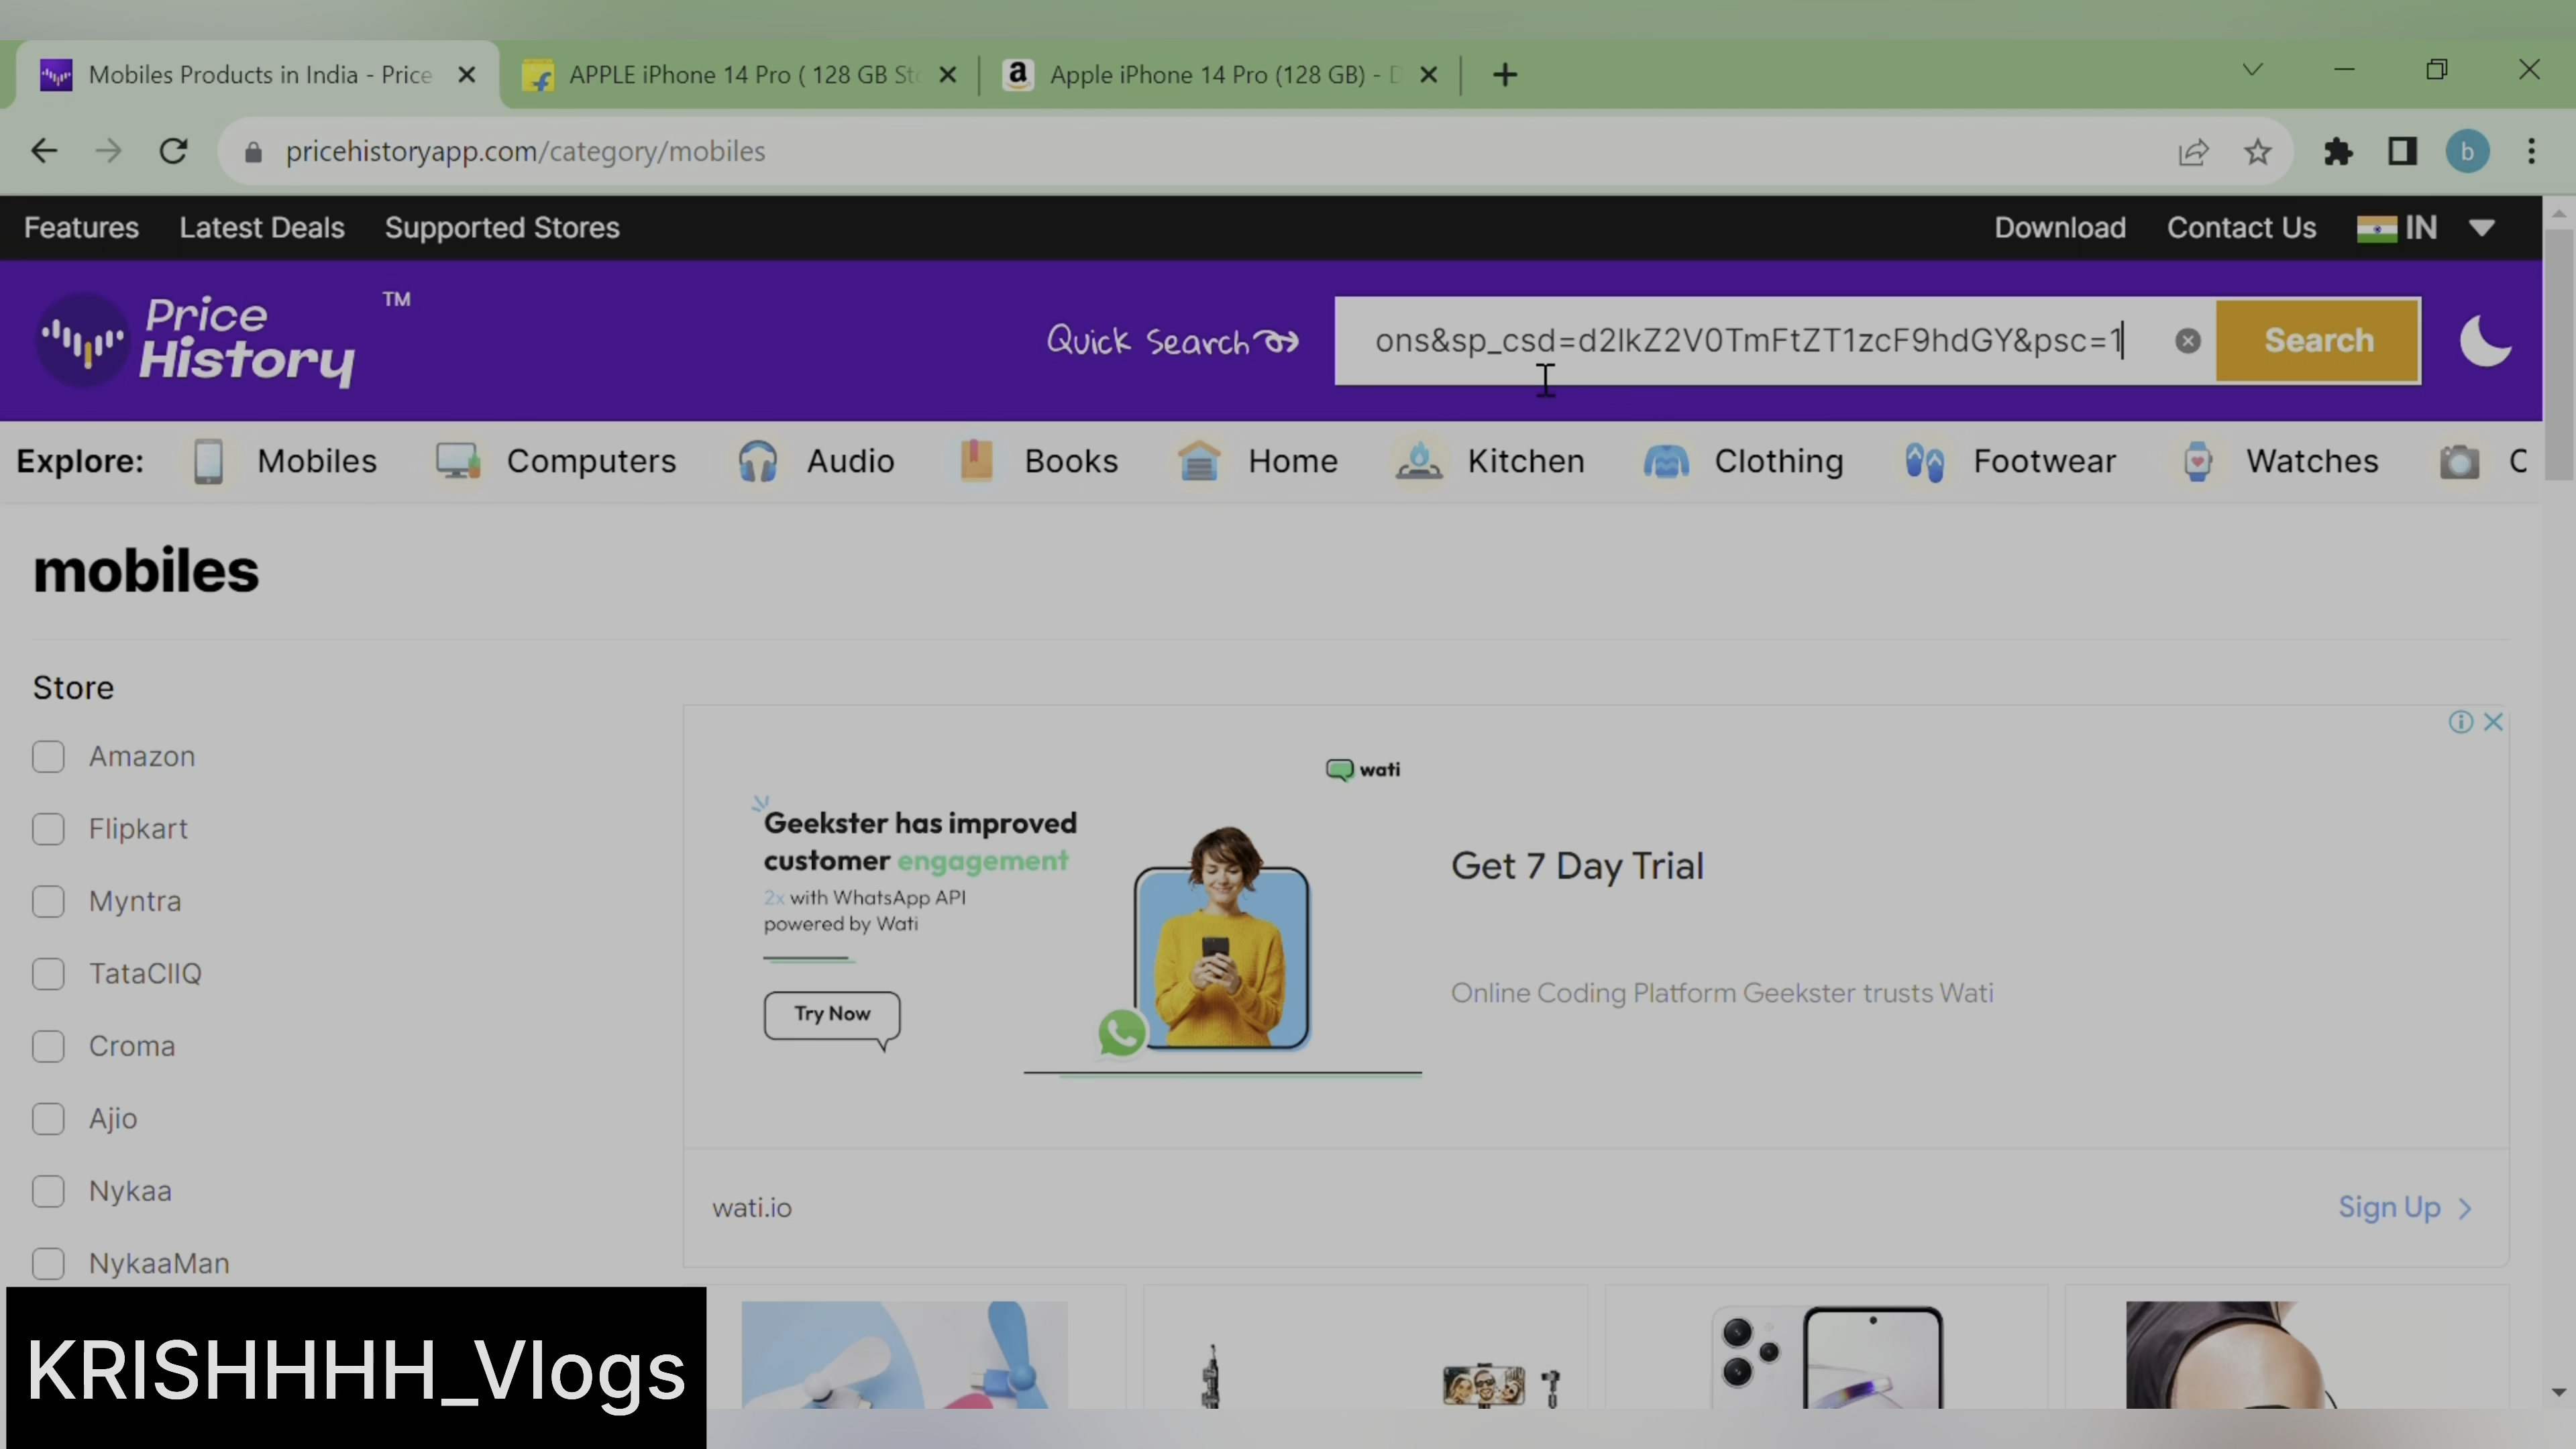 Mobiles Products in India - Price
APPLE iPhone 14 Pro ( 128 GB Sto
Apple iPhone 14 Pro (128 GB) - D
pricehistoryapp.com/category/mobiles
b
Features Latest Deals Supported Stores
Download Contact Us IN
Price History TM
Quick Search
ons&sp_csd=d2lkZ2V0TmFtZT1zcF9hdGY&psc=1
Search
Explore: Mobiles Computers Audio Books Home Kitchen Clothing Footwear Watches C
mobiles
Store
Amazon
Flipkart
Myntra
TataClIQ
Croma
Ajio
Nykaa
NykaaMan
wati
Geekster has improved
customer engagement
2x with WhatsApp API
powered by Wati
Try Now
Get 7 Day Trial
Online Coding Platform Geekster trusts Wati
wati.io
Sign Up
KRISHHHH_Vlogs